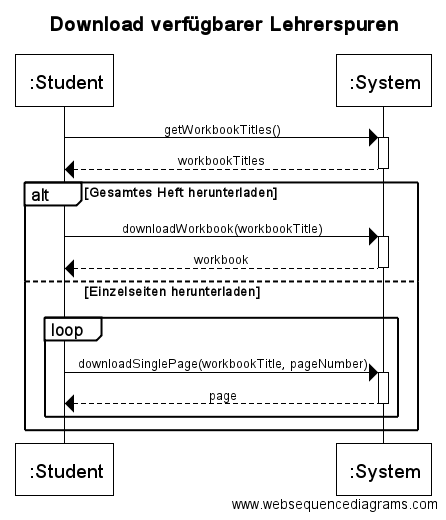 Download verfügbarer Lehrerspuren
:Student
:System
getWorkbookTitles()
workbookTitles
alt
[Gesamtes Heft herunterladen]
downloadWorkbook(workbookTitle)
workbook
[Einzelseiten herunterladen]
loop
downloadSinglePage(workbookTitle, pageNumber)
page
:Student
:System
www.websequencediagrams.com